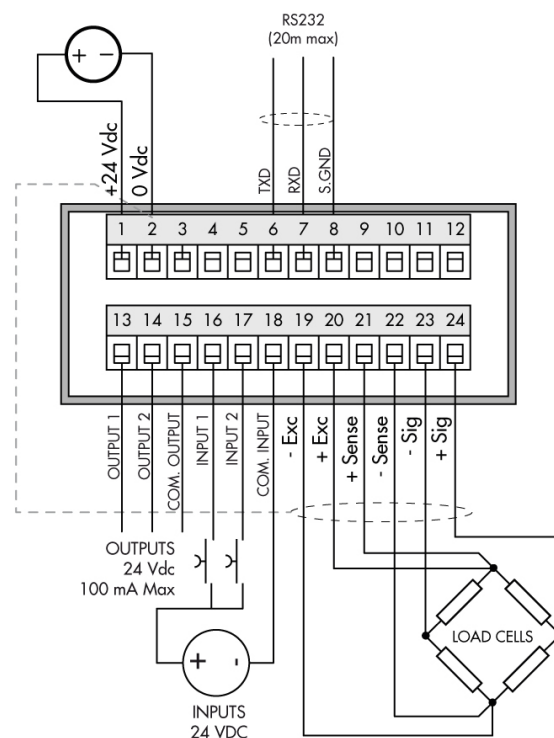 RS232
(20m max)
+ −
+24 Vdc
0 Vdc
TXD
RXD
S.GND
1 2 3 4 5 6 7 8 9 10 11 12
13 14 15 16 17 18 19 20 21 22 23 24
OUTPUT 1
OUTPUT 2
COM. OUTPUT
INPUT 1
INPUT 2
COM. INPUT
- Exc
+ Exc
+ Sense
- Sense
- Sig
+ Sig
OUTPUTS
24 Vdc
100 mA Max
LOAD CELLS
+ -
INPUTS
24 VDC